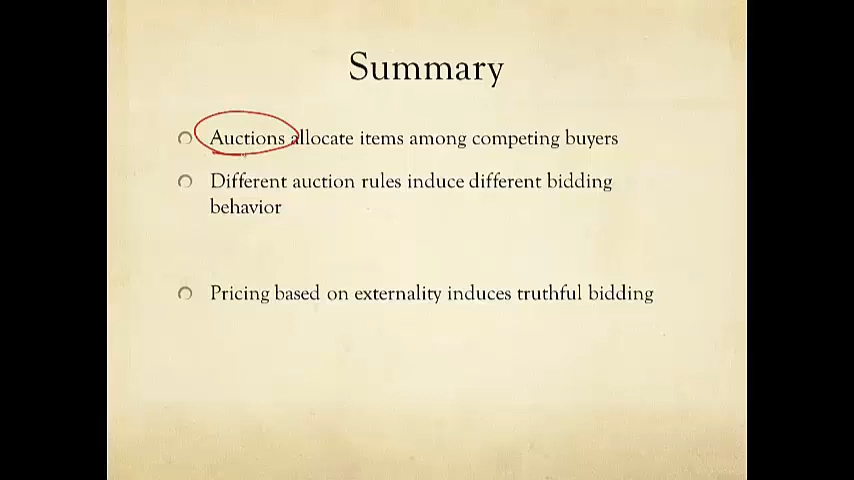 Summary
Auctions allocate items among competing buyers
Different auction rules induce different bidding
behavior
Pricing based on externality induces truthful bidding